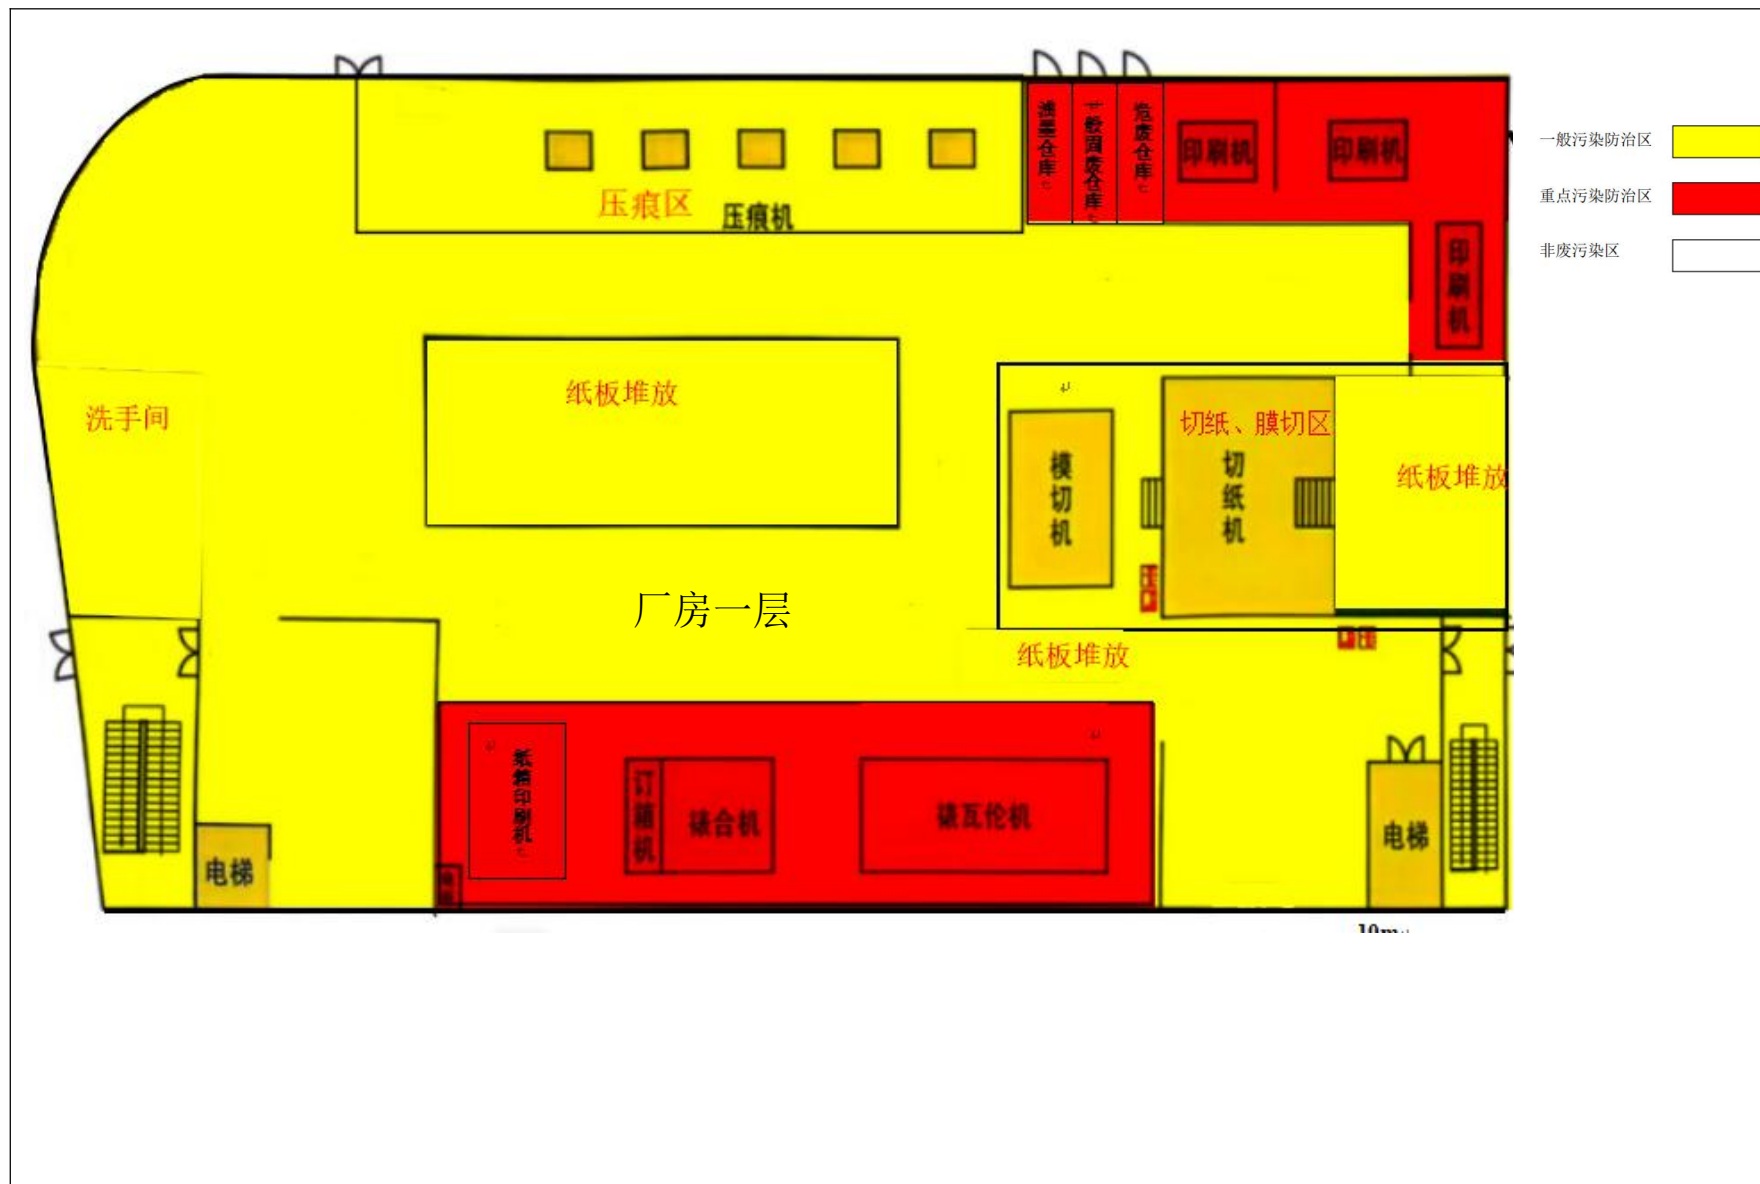 油墨仓库
一般固废仓库
危废仓库
印刷机
印刷机
一般污染防治区
重点污染防治区
非废污染区
压痕区
压痕机
印刷机
纸板堆放
洗手间
切纸、膜切区
模切机
切纸机
纸板堆放
厂房一层
纸板堆放
纸箱印刷机
订箱机
裱合机
裱瓦伦机
电梯
电梯
10m